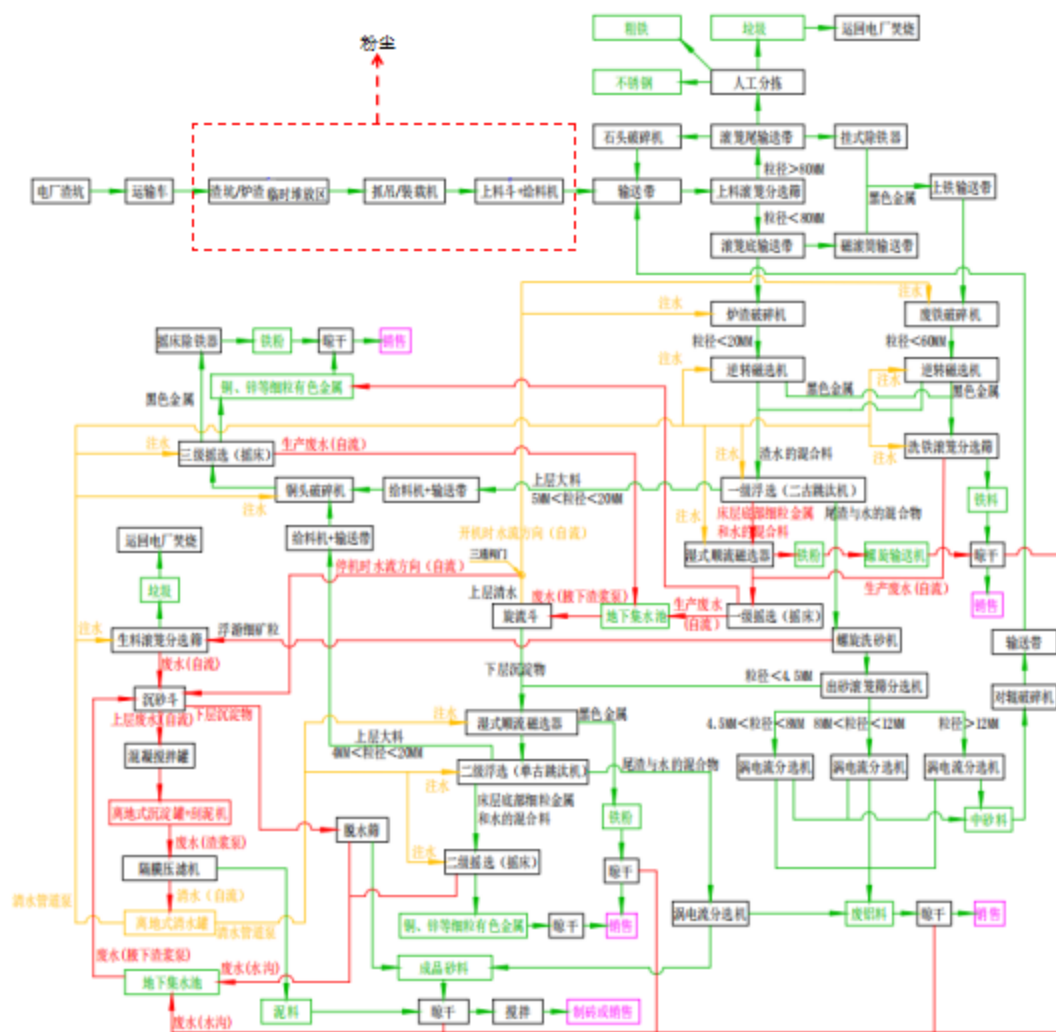 粗铁
垃圾
运回电厂焚烧
粉尘
不锈钢
人工分拣
石头破碎机
滚笼尾输送带
挂式除铁器
粒径>80MM
电厂渣坑
运输车
渣坑/炉渣 临时堆放区
抓吊/装载机
上料斗+给料机
输送带
上料滚笼分选筛
黑色金属
上铁输送带
粒径<80MM
滚笼底输送带
磁滚筒输送带
注水
炉渣破碎机
注水
废铁破碎机
摇床除铁器
铁粉
晾干
销售
粒径<20MM
粒径<60MM
注水
逆转磁选机
注水
逆转磁选机
铜、锌等细粒有色金属
黑色金属
黑色金属
黑色金属
注水
三级摇选（摇床）
生产废水(自流)
注水
渣水的混合料
注水
洗铁滚笼分选筛
上层大料
5MM<粒径<20MM
铜头破碎机
给料机+输送带
一级浮选（二古跳汰机）
铁料
注水
床层底部细粒金属
和水的混合料
尾渣与水的混合物
注水
运回电厂焚烧
给料机+输送带
开机时水流方向（自流）
三通阀门
湿式顺流磁选器
铁粉
螺旋输送机
晾干
停机时水流方向（自流）
垃圾
上层清水
废水(液下渣浆泵)
生产废水
(自流)
生产废水(自流)
销售
旋流斗
地下集水池
一级摇选（摇床）
注水
生料滚笼分选筛
浮游细矿粒
螺旋洗砂机
输送带
废水(自流)
下层沉淀物
粒径<4.5MM
出砂滚笼筛分选机
对辊破碎机
沉砂斗
上层废水(自流)
下层沉淀物
注水
湿式顺流磁选器
黑色金属
4.5MM<粒径<8MM
8MM<粒径<12MM
粒径>12MM
混凝搅拌罐
上层大料
4MM<粒径<20MM
二级浮选（单古跳汰机）
尾渣与水的混合物
涡电流分选机
涡电流分选机
涡电流分选机
注水
离地式沉淀罐+刮泥机
脱水筛
床层底部细粒金属
和水的混合料
铁粉
中砂料
废水(渣浆泵)
注水
二级摇选（摇床）
隔膜压滤机
晾干
清水（自流）
清水管道泵
离地式清水罐
清水管道泵
铜、锌等细粒有色金属
晾干
销售
涡电流分选机
废铝料
晾干
销售
废水(液下渣浆泵)
废水(水沟)
地下集水池
成品砂料
泥料
晾干
搅拌
制砖或销售
废水(水沟)